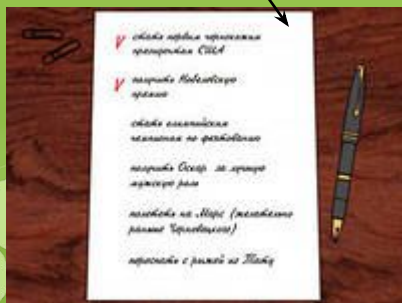 стать первым чернокожим
президентом США
получить Нобелевскую
премию
стать олимпийским
чемпионом по фехтованию
получить Оскар за лучшую
мужскую роль
полететь на Марс (желательно
раньше Черновецкого)
переспать с рыжей из Тату